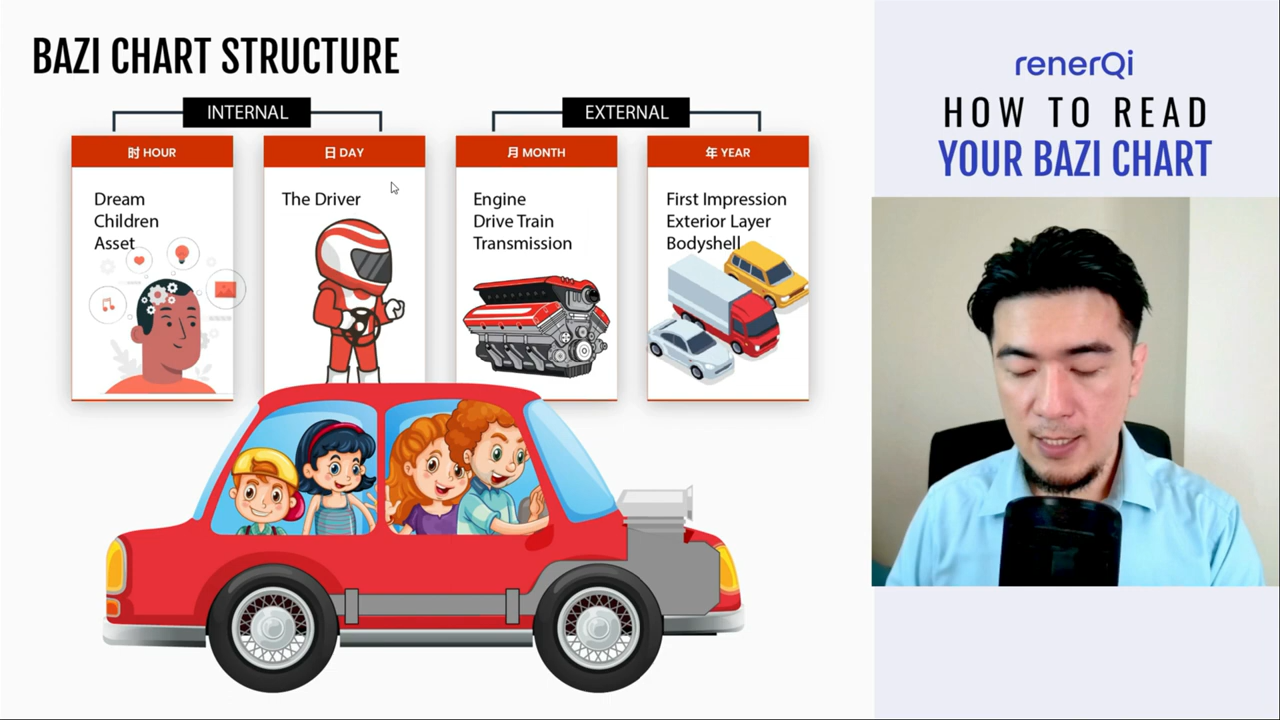 BAZI CHART STRUCTURE
INTERNAL
EXTERNAL
时 HOUR
日 DAY
月 MONTH
年 YEAR
Dream
Children
Asset
The Driver
Engine
Drive Train
Transmission
First Impression
Exterior Layer
Bodyshell
renerQi
HOW TO READ
YOUR BAZI CHART